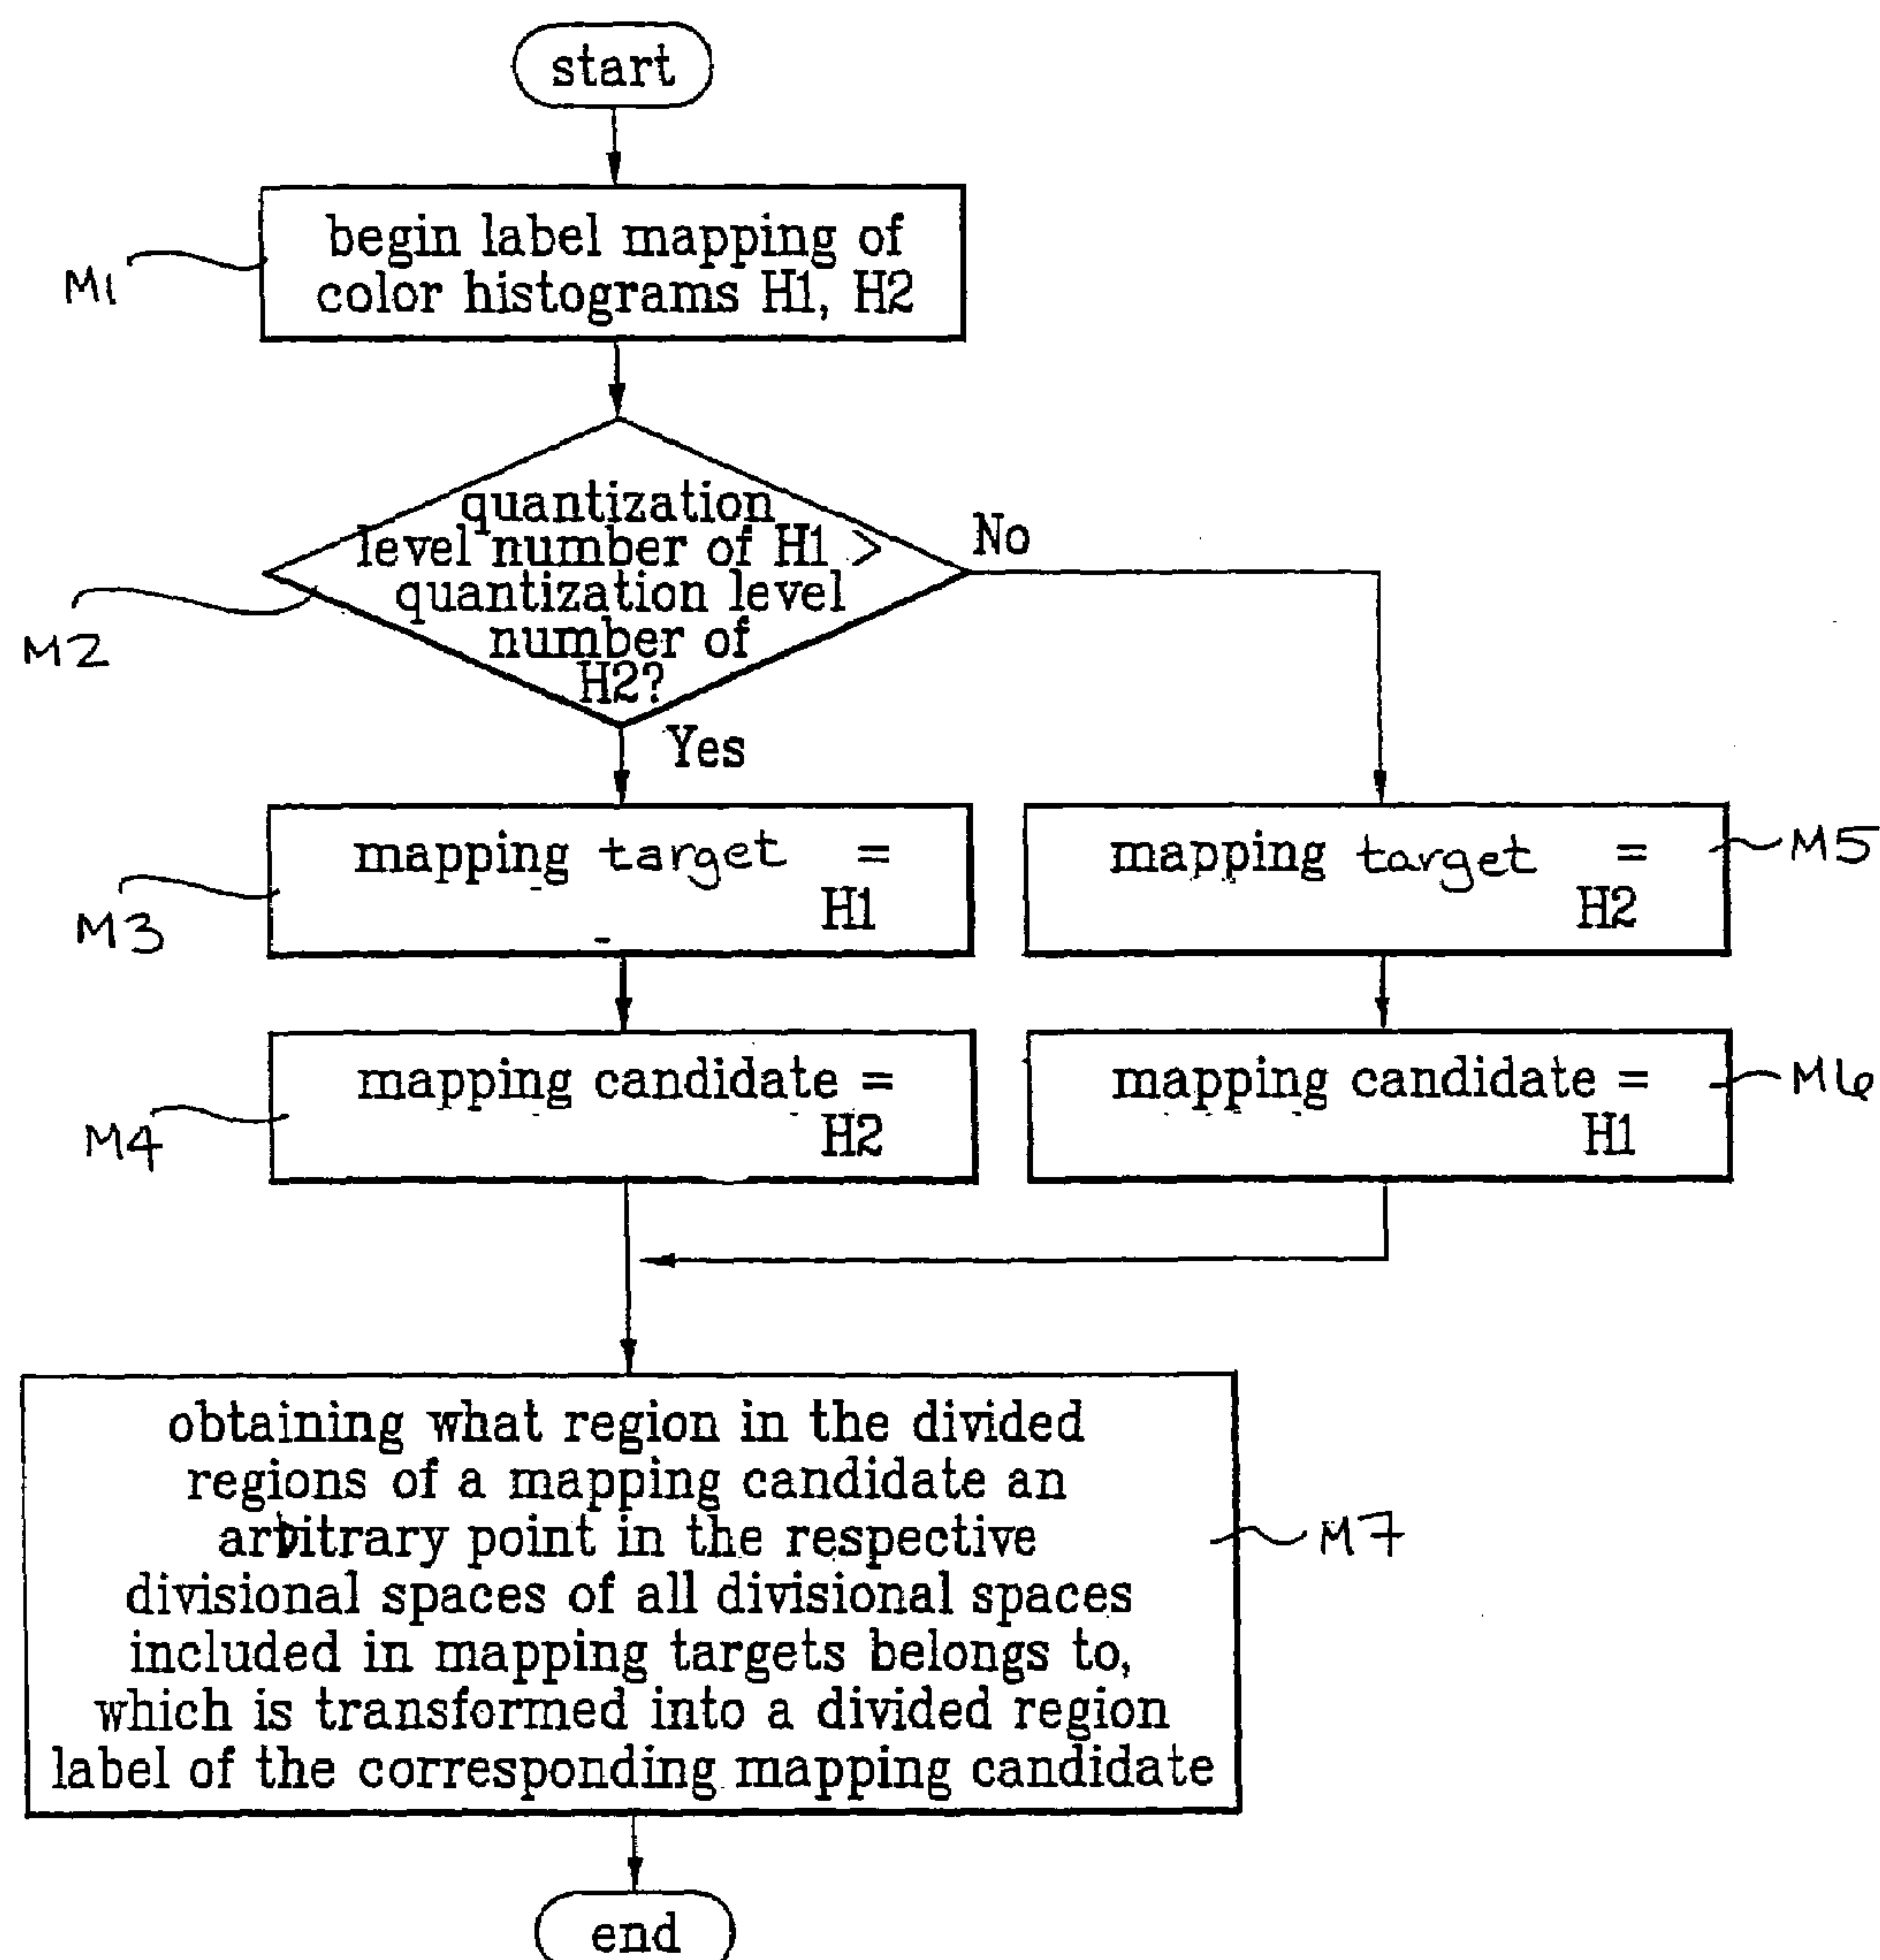 start
begin label mapping of
color histograms H1, H2
M1
quantization
level number of H1 >
quantization level
number of
H2?
No
M2
Yes
mapping target =
H1
M3
mapping target =
H2
M5
mapping candidate =
H2
M4
mapping candidate =
H1
M6
obtaining what region in the divided
regions of a mapping candidate an
arbitrary point in the respective
divisional spaces of all divisional spaces
included in mapping targets belongs to,
which is transformed into a divided region
label of the corresponding mapping candidate
M7
end